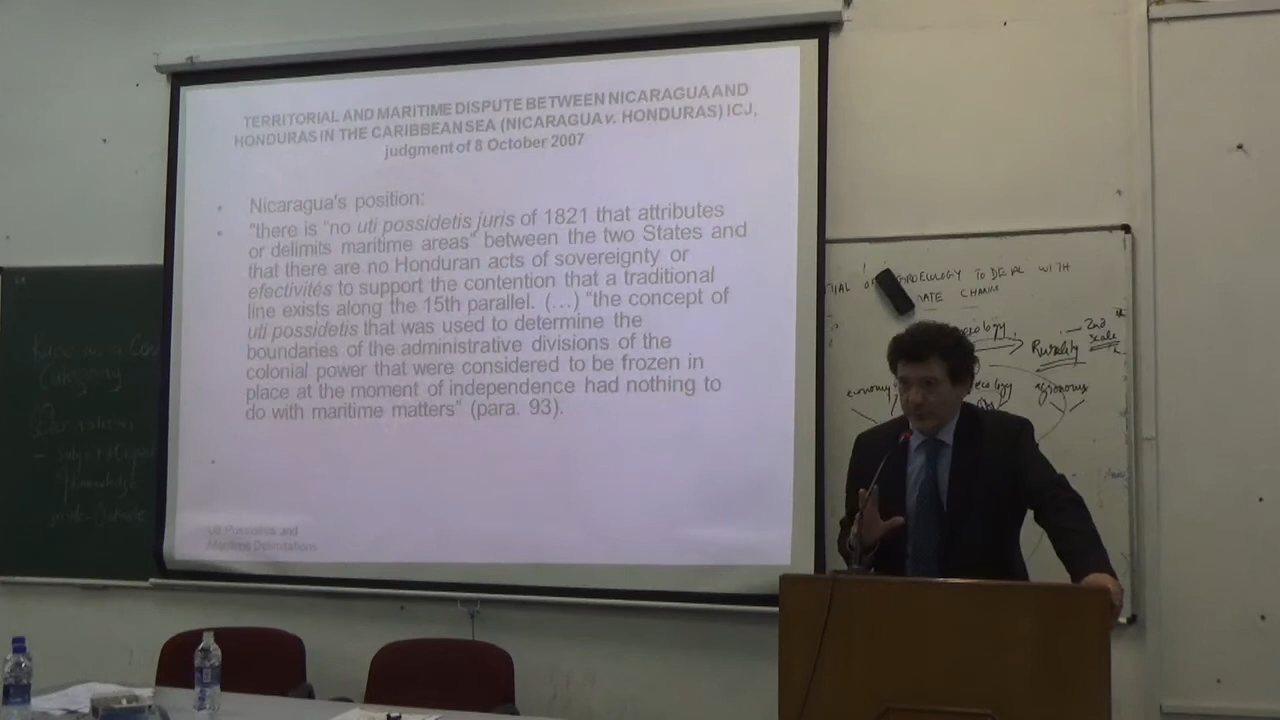 TERRITORIAL AND MARITIME DISPUTE BETWEEN NICARAGUA AND
HONDURAS IN THE CARIBBEAN SEA (NICARAGUA v. HONDURAS) ICJ,
judgment of 8 October 2007
• Nicaragua's position:
• "there is "no uti possidetis juris of 1821 that attributes
or delimits maritime areas" between the two States and
that there are no Honduran acts of sovereignty or
efectivités to support the contention that a traditional
line exists along the 15th parallel. (…) "the concept of
uti possidetis that was used to determine the
boundaries of the administrative divisions of the
colonial power that were considered to be frozen in
place at the moment of independence had nothing to
do with maritime matters" (para. 93).
Uti Possidetis and
Maritime Delimitations
TO DEAL WITH
Rurality
2nd
scale
Category
knowledge